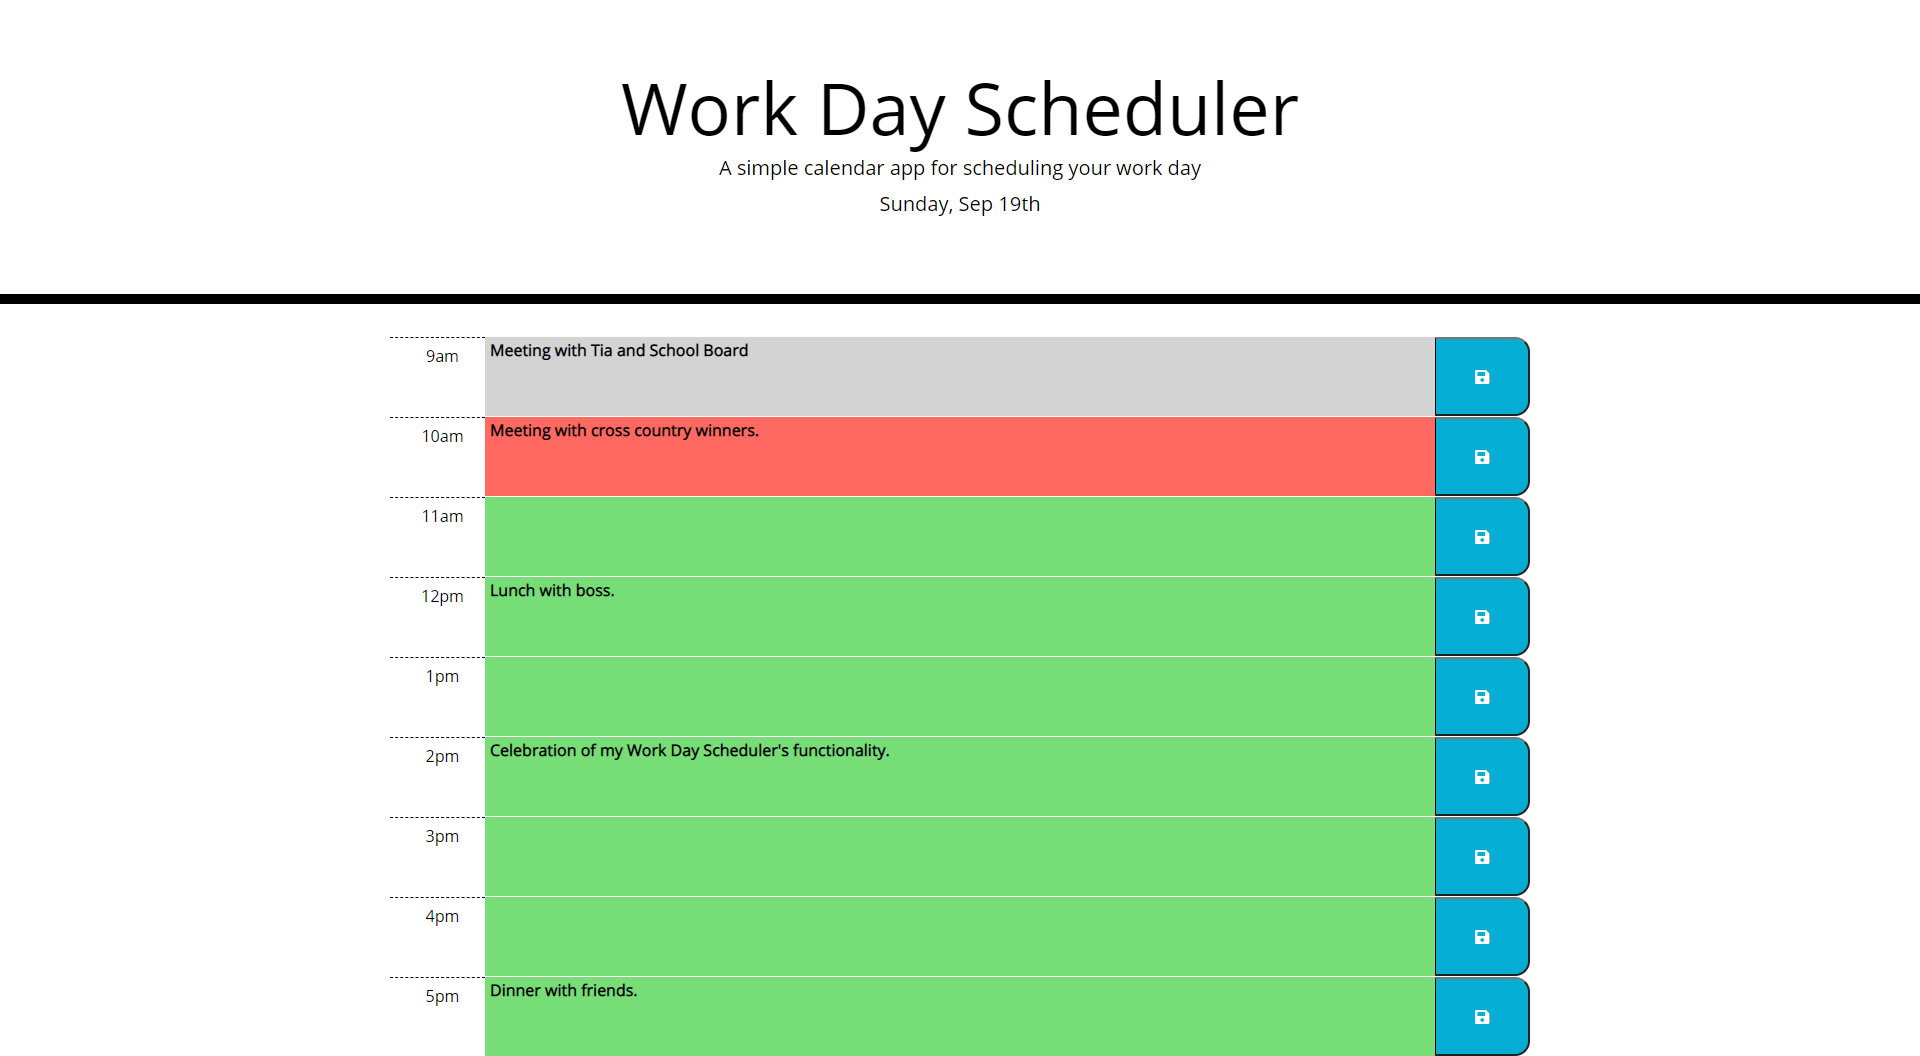 Work Day Scheduler
A simple calendar app for scheduling your work day
Sunday, Sep 19th
9am Meeting with Tia and School Board
10am Meeting with cross country winners.
11am
12pm Lunch with boss.
1pm
2pm Celebration of my Work Day Scheduler's functionality.
3pm
4pm
5pm Dinner with friends.